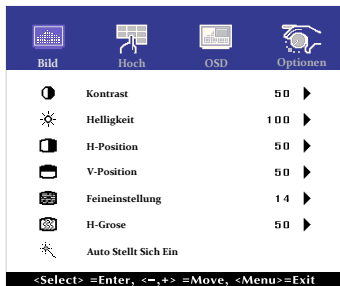 Bild Hoch OSD Optionen
Kontrast 50
Helligkeit 100
H-Position 50
V-Position 50
Feineinstellung 14
H-Grose 50
Auto Stellt Sich Ein
<Select> =Enter, <−,+> =Move, <Menu>=Exit